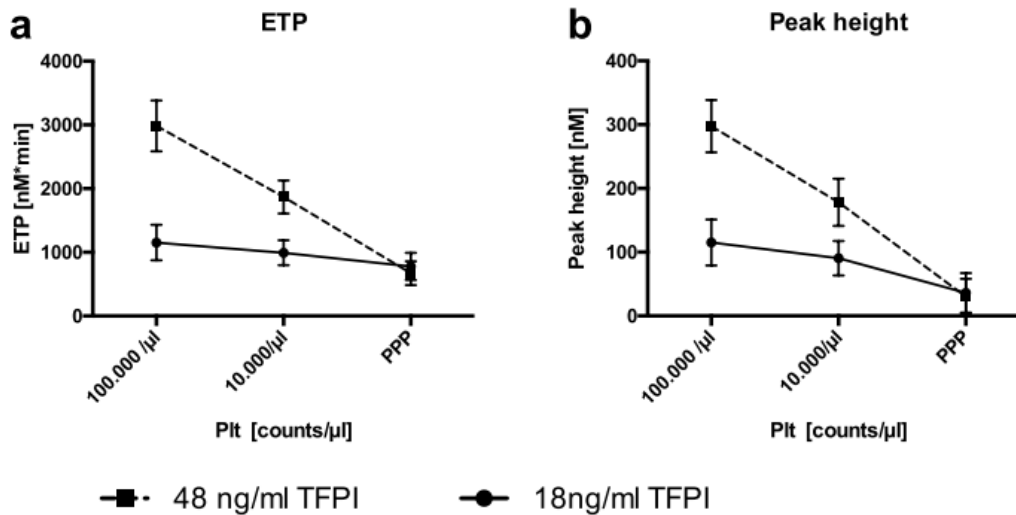 a
ETP
ETP [nM*min]
4000
3000
2000
1000
0
100.000 /µl
10.000/µl
PPP
Plt [counts/µl]
b
Peak height
Peak height [nM]
400
300
200
100
0
100.000 /µl
10.000/µl
PPP
Plt [counts/µl]
48 ng/ml TFPI
18ng/ml TFPI